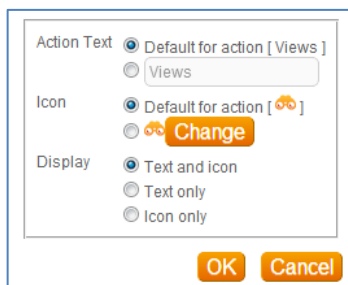 Action Text Default for action [ Views ]
Views
Icon Default for action [ ]
Change
Display Text and icon
Text only
Icon only
OK Cancel